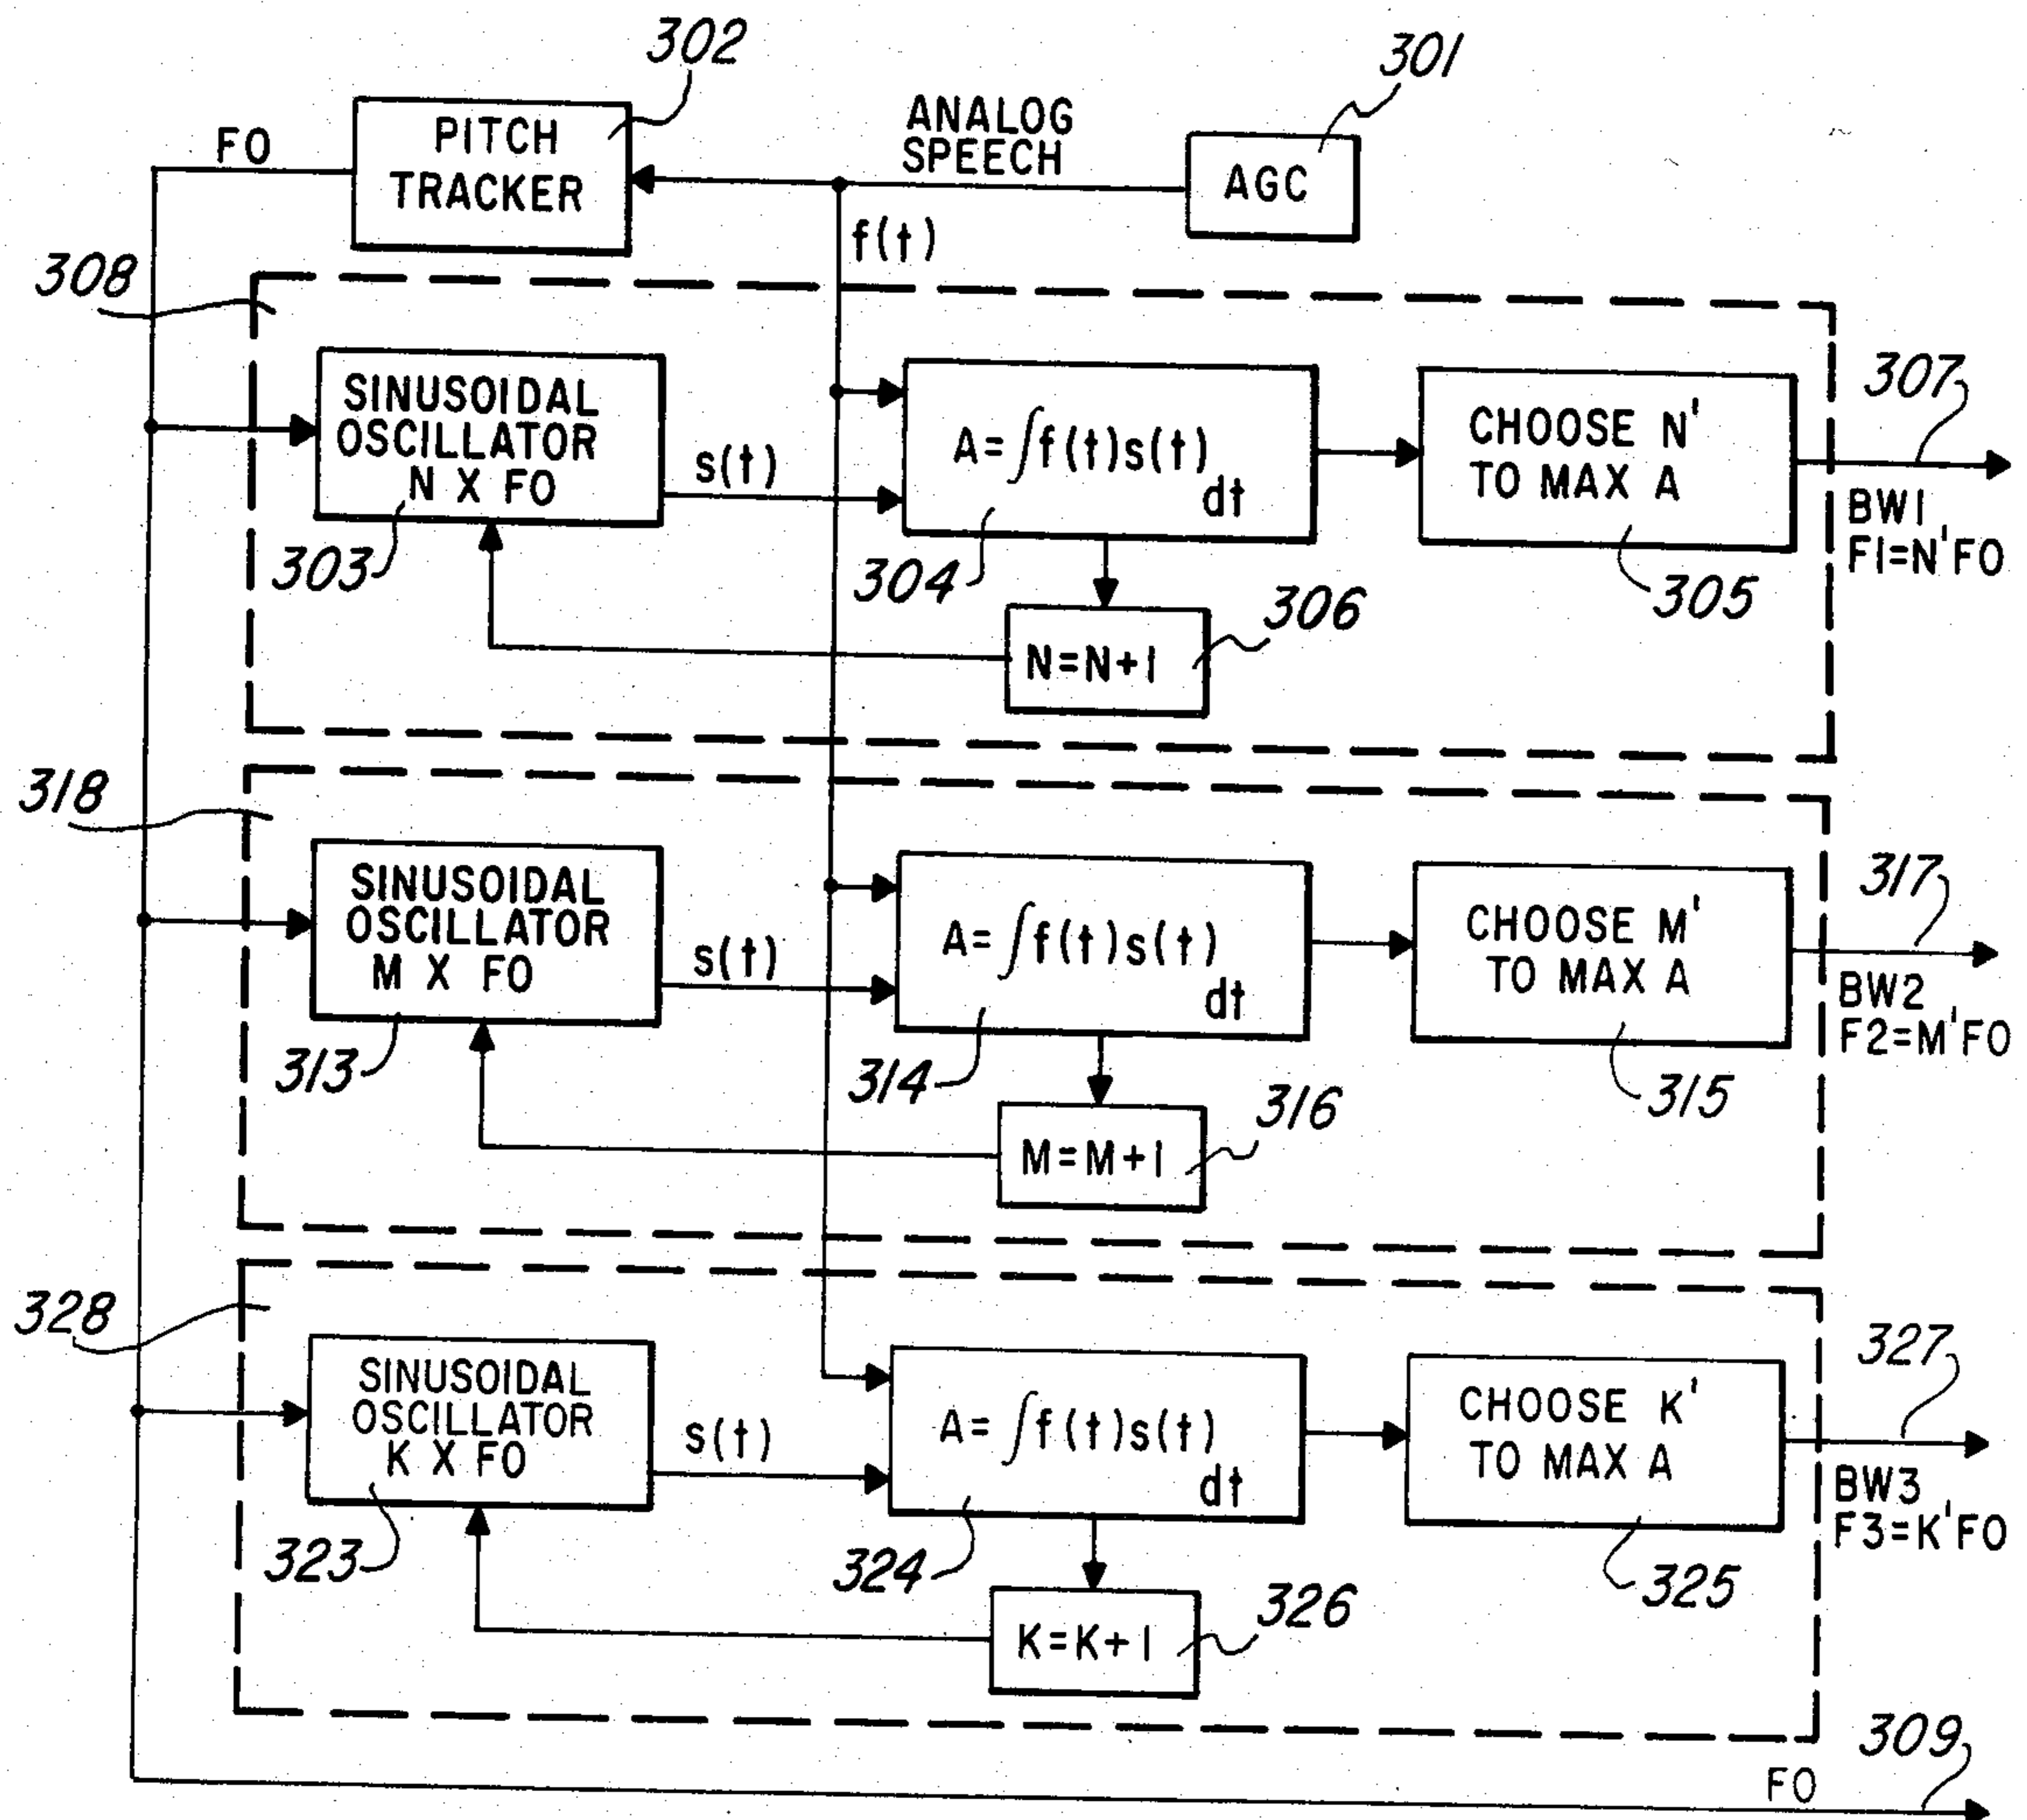 302
301
ANALOG
SPEECH
PITCH
TRACKER
FO
AGC
f(t)
308
SINUSOIDAL
OSCILLATOR
N X FO
303
s(t)
A=∫f(t)s(t)
dt
304
CHOOSE N'
TO MAX A
305
307
BW1
F1=N'FO
N=N+1
306
318
SINUSOIDAL
OSCILLATOR
M X FO
313
s(t)
A=∫f(t)s(t)
dt
314
CHOOSE M'
TO MAX A
315
317
BW2
F2=M'FO
M=M+1
316
328
SINUSOIDAL
OSCILLATOR
K X FO
323
s(t)
A=∫f(t)s(t)
dt
324
CHOOSE K'
TO MAX A
325
327
BW3
F3=K'FO
K=K+1
326
FO
309